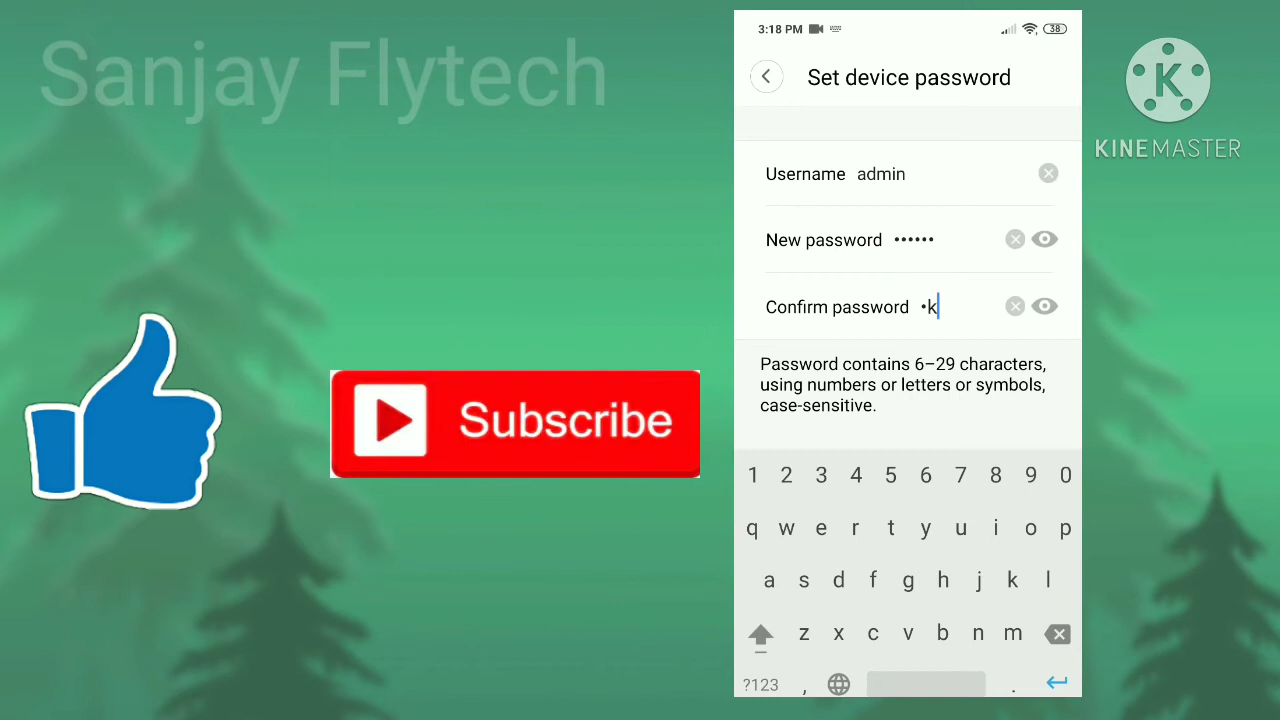 Sanjay Flytech
3:18 PM
38
Set device password
K
KINEMASTER
Username admin
New password ••••••
Confirm password •k
Password contains 6–29 characters,
using numbers or letters or symbols,
case-sensitive.
Subscribe
1 2 3 4 5 6 7 8 9 0
q w e r t y u i o p
a s d f g h j k l
z x c v b n m
?123 , .